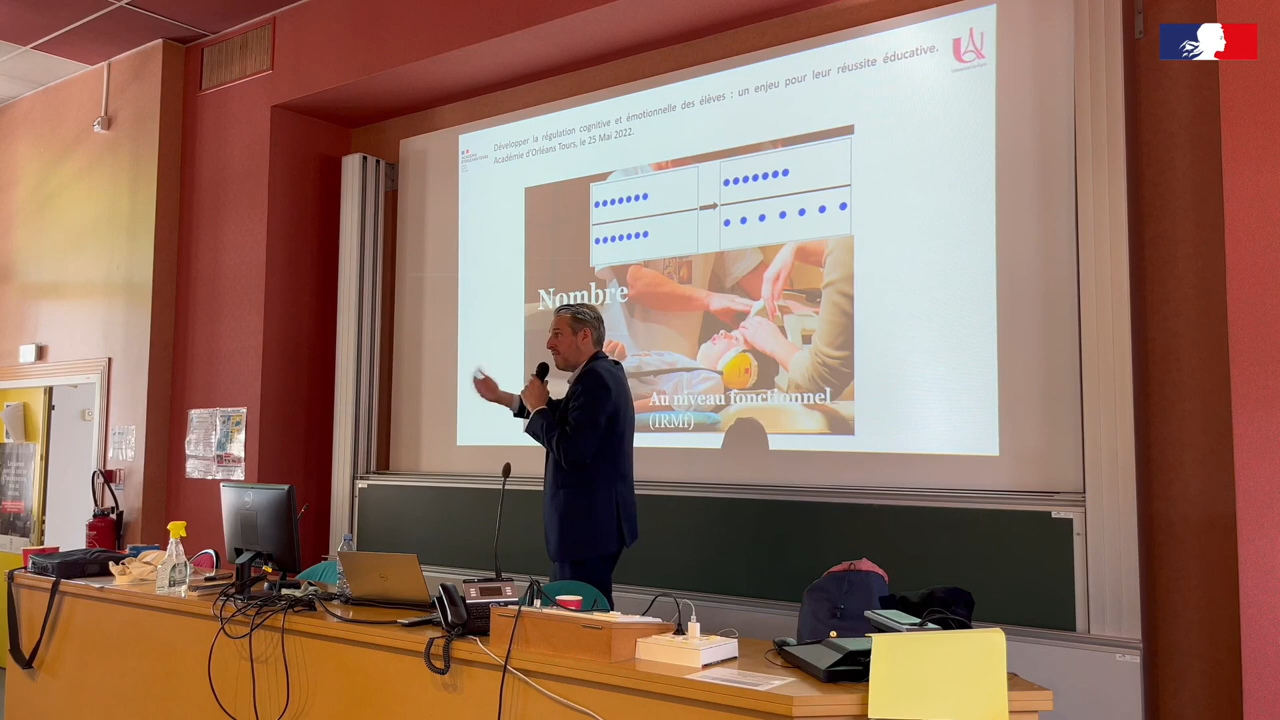 Développer la régulation cognitive et émotionnelle des élèves : un enjeu pour leur réussite éducative.
Académie d'Orléans Tours, le 25 Mai 2022.
Nombre
Au niveau fonctionnel
(IRMf)